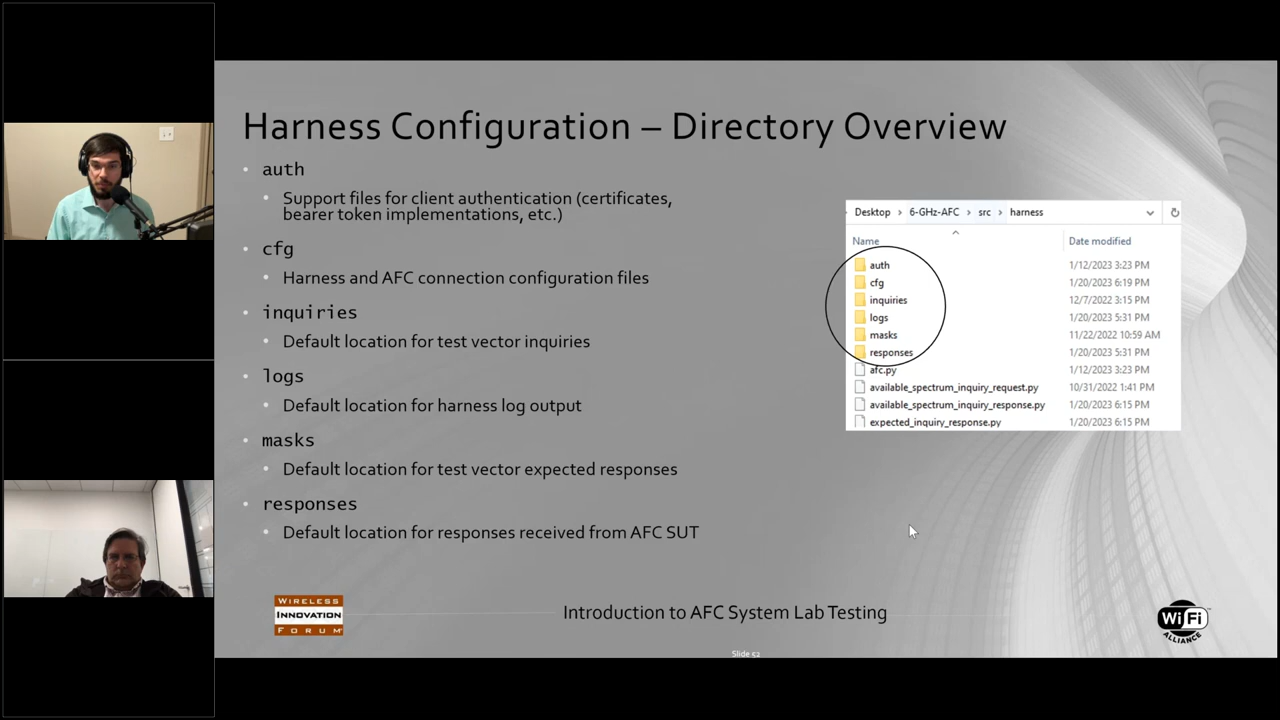 Harness Configuration – Directory Overview
• auth
• Support files for client authentication (certificates,
bearer token implementations, etc.)
• cfg
• Harness and AFC connection configuration files
• inquiries
• Default location for test vector inquiries
• logs
• Default location for harness log output
• masks
• Default location for test vector expected responses
• responses
• Default location for responses received from AFC SUT
Desktop > 6-GHz-AFC > src > harness
Name Date modified
auth 1/12/2023 3:23 PM
cfg 1/20/2023 6:19 PM
inquiries 12/7/2022 3:15 PM
logs 1/20/2023 5:31 PM
masks 11/22/2022 10:59 AM
responses 1/20/2023 5:31 PM
afc.py 1/12/2023 3:23 PM
available_spectrum_inquiry_request.py 10/31/2022 1:41 PM
available_spectrum_inquiry_response.py 1/20/2023 6:15 PM
expected_inquiry_response.py 1/20/2023 6:15 PM
WIRELESS
INNOVATION
FORUM
Introduction to AFC System Lab Testing
Wi Fi
ALLIANCE
Slide 52